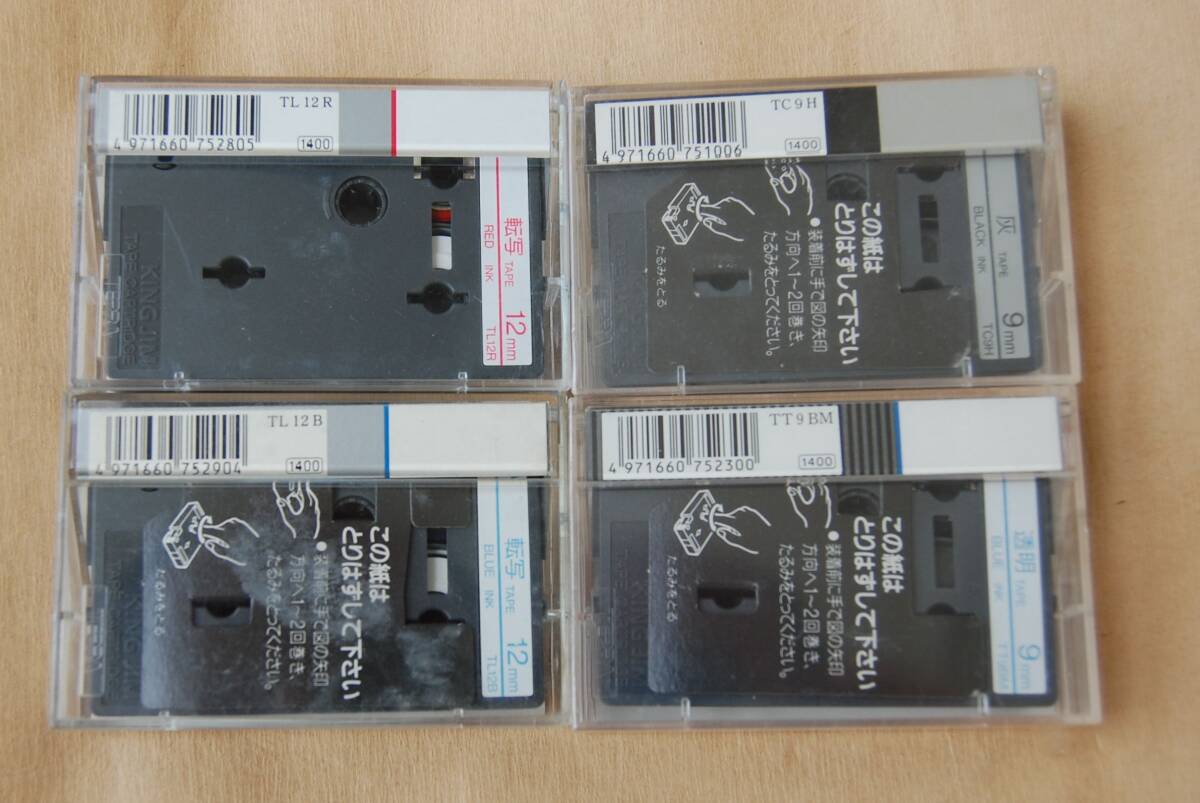 TL 12 R
4 971660 752805
1400
転写 TAPE
RED INK
12mm
TL12R
KING JIM
TAPE CARTRIDGE
TC 9 H
4 971660 751006
1400
灰 TAPE
BLACK INK
9mm
TC9H
この紙は
とりはずして下さい
●装着前に手で図の矢印
方向へ1〜2回巻き、
たるみをとってください。
たるみをとる
TL 12 B
4 971660 752904
1400
転写 TAPE
BLUE INK
12mm
TL12B
この紙は
とりはずして下さい
●装着前に手で図の矢印
方向へ1〜2回巻き、
たるみをとってください。
たるみをとる
TT 9 BM
4 971660 752300
1400
透明 TAPE
BLUE INK
9mm
この紙は
とりはずして下さい
●装着前に手で図の矢印
方向へ1〜2回巻き、
たるみをとってください。
たるみをとる